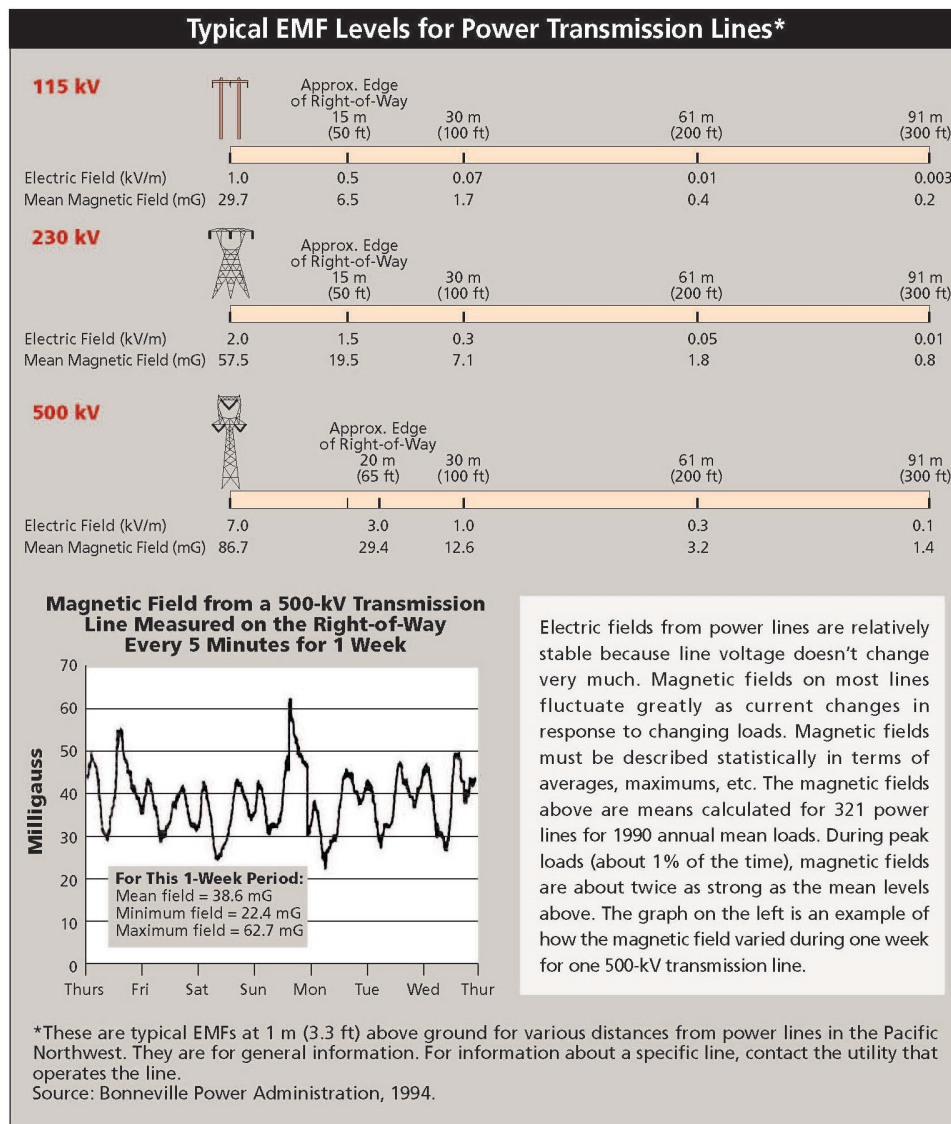 Typical EMF Levels for Power Transmission Lines*
115 kV
Approx. Edge
of Right-of-Way
15 m 30 m 61 m 91 m
(50 ft) (100 ft) (200 ft) (300 ft)
Electric Field (kV/m) 1.0 0.5 0.07 0.01 0.003
Mean Magnetic Field (mG) 29.7 6.5 1.7 0.4 0.2
230 kV
Approx. Edge
of Right-of-Way
15 m 30 m 61 m 91 m
(50 ft) (100 ft) (200 ft) (300 ft)
Electric Field (kV/m) 2.0 1.5 0.3 0.05 0.01
Mean Magnetic Field (mG) 57.5 19.5 7.1 1.8 0.8
500 kV
Approx. Edge
of Right-of-Way
20 m 30 m 61 m 91 m
(65 ft) (100 ft) (200 ft) (300 ft)
Electric Field (kV/m) 7.0 3.0 1.0 0.3 0.1
Mean Magnetic Field (mG) 86.7 29.4 12.6 3.2 1.4
Magnetic Field from a 500-kV Transmission
Line Measured on the Right-of-Way
Every 5 Minutes for 1 Week
Milligauss
70
60
50
40
30
20
10
0
For This 1-Week Period:
Mean field = 38.6 mG
Minimum field = 22.4 mG
Maximum field = 62.7 mG
Thurs Fri Sat Sun Mon Tue Wed Thur
Electric fields from power lines are relatively
stable because line voltage doesn't change
very much. Magnetic fields on most lines
fluctuate greatly as current changes in
response to changing loads. Magnetic fields
must be described statistically in terms of
averages, maximums, etc. The magnetic fields
above are means calculated for 321 power
lines for 1990 annual mean loads. During peak
loads (about 1% of the time), magnetic fields
are about twice as strong as the mean levels
above. The graph on the left is an example of
how the magnetic field varied during one week
for one 500-kV transmission line.
*These are typical EMFs at 1 m (3.3 ft) above ground for various distances from power lines in the Pacific
Northwest. They are for general information. For information about a specific line, contact the utility that
operates the line.
Source: Bonneville Power Administration, 1994.